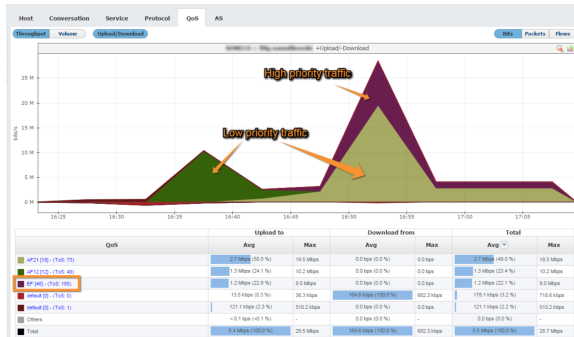 Host Conversation Service Protocol QoS AS
Throughput Volume Upload/Download Bits Packets Flows
+Upload/-Download
High priority traffic
Low priority traffic
bits/s
25 M
20 M
15 M
10 M
5 M
0 M
16:25 16:30 16:35 16:40 16:45 16:50 16:55 17:00 17:05
Upload to Download from Total
QoS Avg Max Avg Max Avg Max
AF21 [18] - (ToS: 73) 2.7 Mbps (50.5 %) 19.5 Mbps 0.0 bps (0.0 %) 0.0 bps 2.7 Mbps (49.0 %) 19.5 Mbps
AF12 [12] - (ToS: 49) 1.3 Mbps (24.1 %) 10.2 Mbps 0.0 bps (0.0 %) 0.0 bps 1.3 Mbps (23.4 %) 10.2 Mbps
EF [46] - (ToS: 185) 1.2 Mbps (22.8 %) 9.0 Mbps 0.0 bps (0.0 %) 0.0 bps 1.2 Mbps (22.1 %) 9.0 Mbps
default [0] - (ToS: 0) 13.5 kbps (0.3 %) 36.3 kbps 164.6 kbps (100.0 %) 682.3 kbps 178.1 kbps (3.2 %) 718.6 kbps
default [0] - (ToS: 1) 121.1 kbps (2.3 %) 510.2 kbps 0.0 bps (0.0 %) 0.0 bps 121.1 kbps (2.2 %) 510.2 kbps
Others < 0.1 bps (<0.1 %) - 0.0 bps (0.0 %) - 0.0 bps (0.0 %) -
Total 5.4 Mbps (100.0 %) 28.5 Mbps 164.6 kbps (100.0 %) 682.3 kbps 5.5 Mbps (100.0 %) 28.7 Mbps